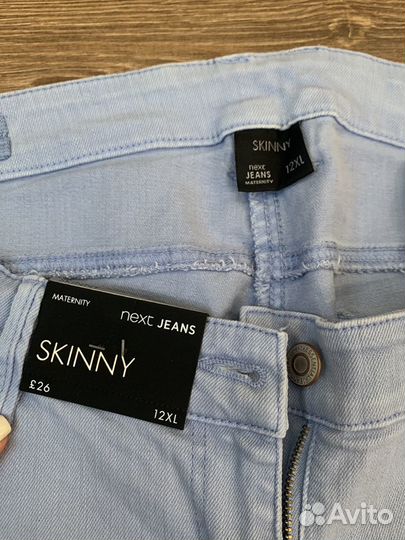 SKINNY
next
JEANS
MATERNITY
12XL
MATERNITY
next JEANS
SKINNY
£26
12XL
Avito